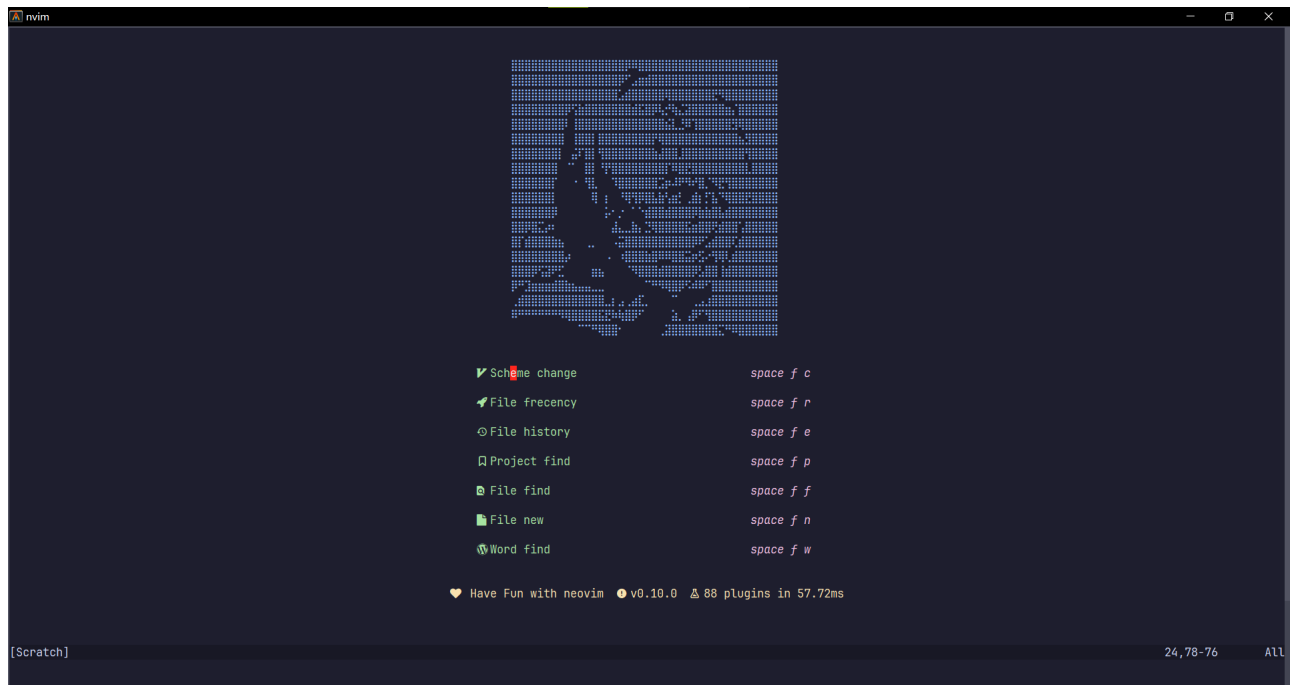 nvim
Scheme change space f c
File frecency space f r
File history space f e
Project find space f p
File find space f f
File new space f n
Word find space f w
Have Fun with neovim v0.10.0 88 plugins in 57.72ms
[Scratch] 24,78-76 All